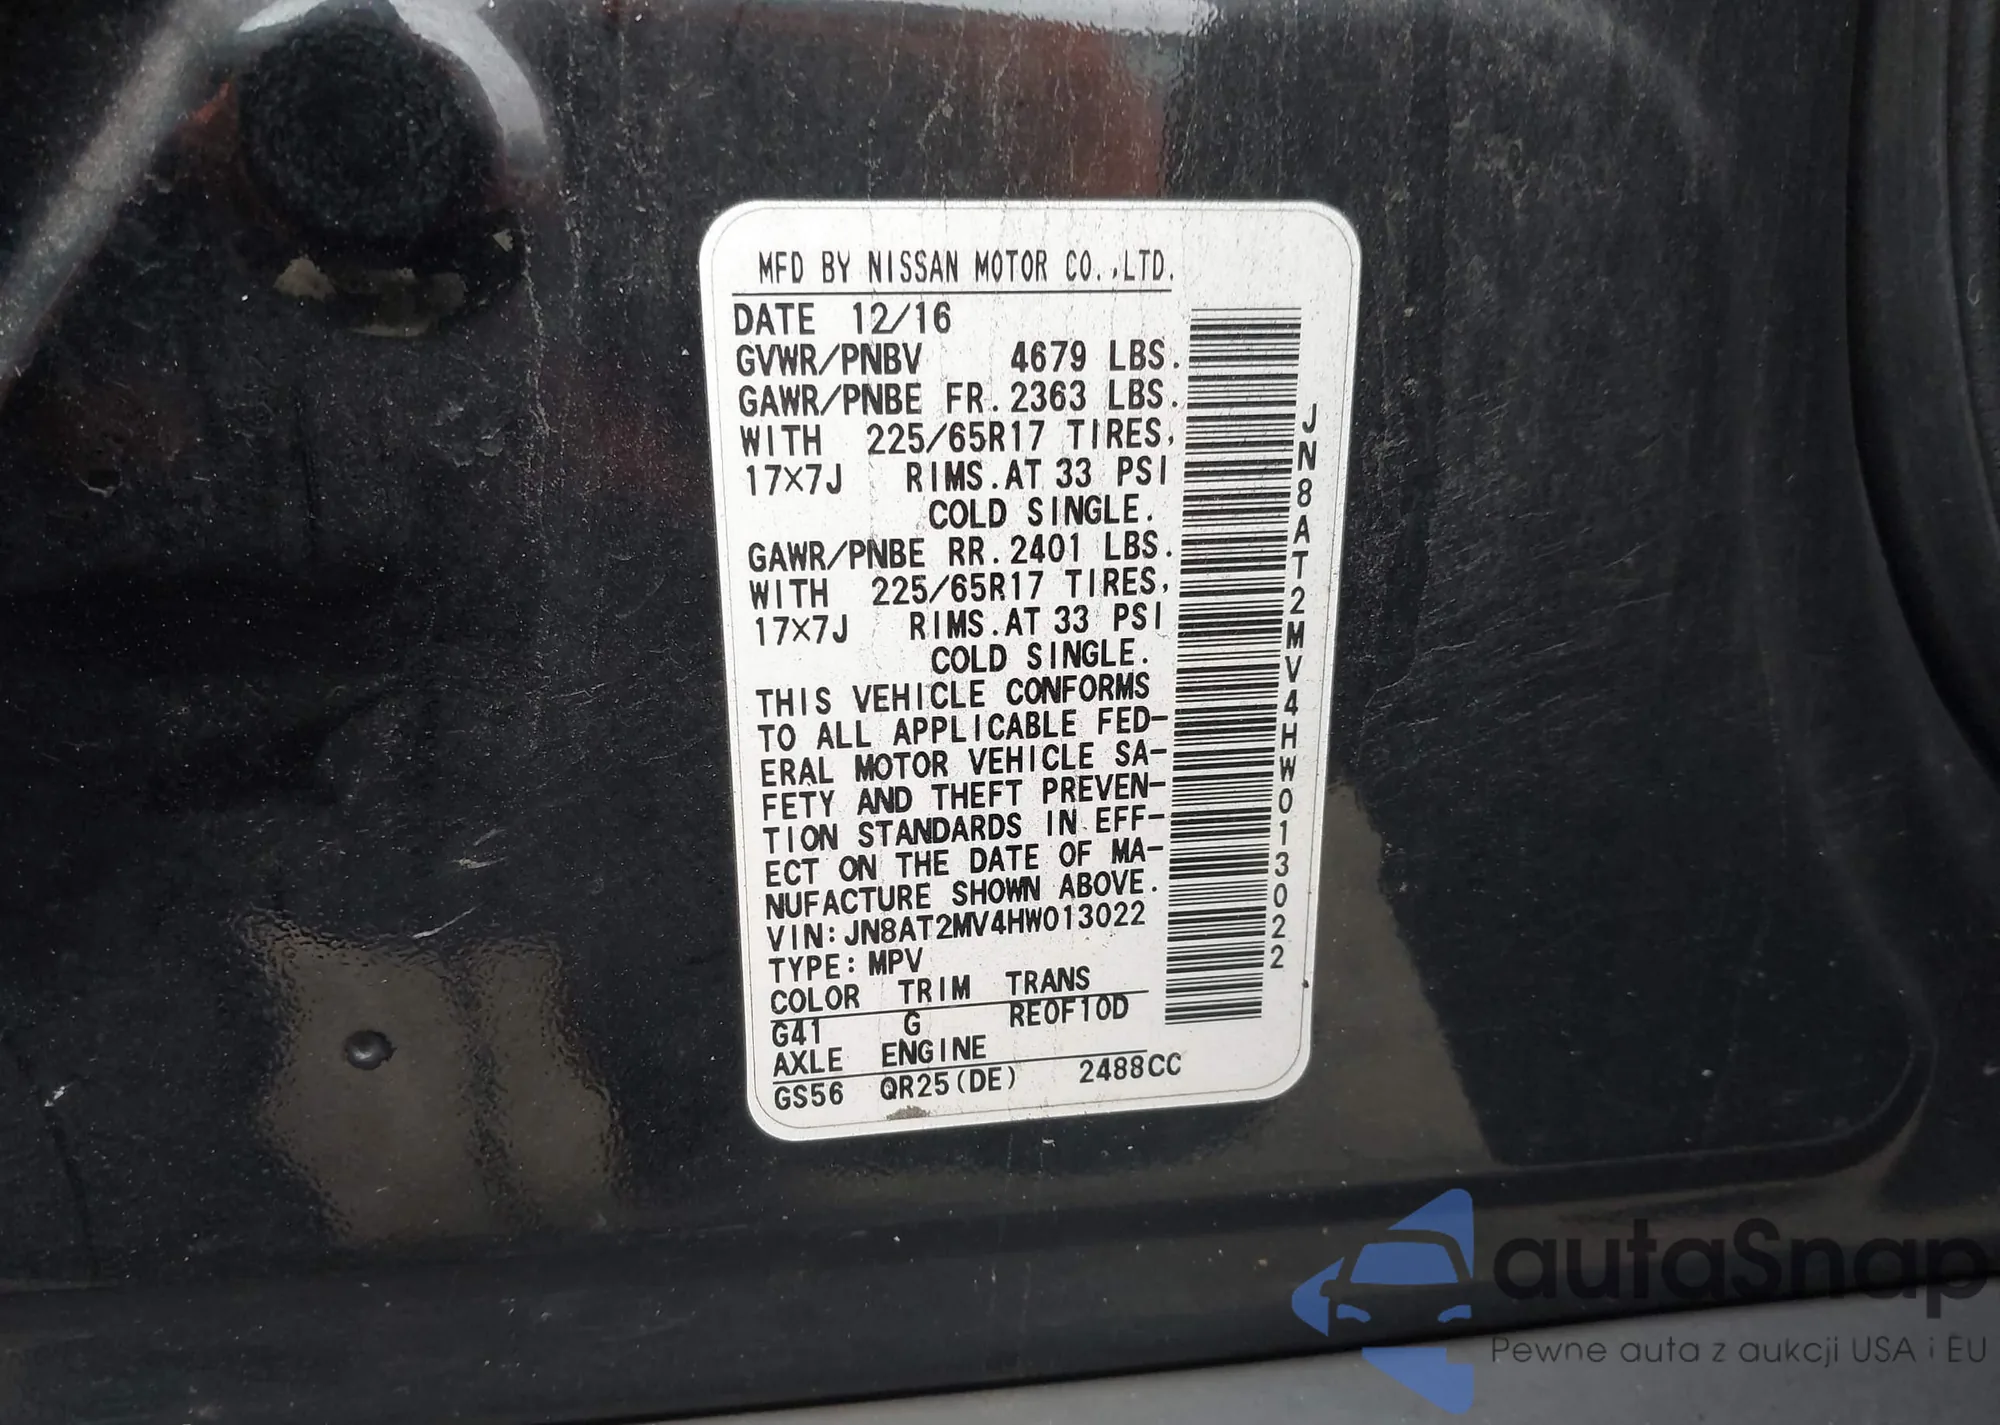 MFD BY NISSAN MOTOR CO.,LTD.
DATE 12/16
GVWR/PNBV 4679 LBS.
GAWR/PNBE FR. 2363 LBS.
WITH 225/65R17 TIRES,
17×7J RIMS. AT 33 PSI
COLD SINGLE.
GAWR/PNBE RR. 2401 LBS.
WITH 225/65R17 TIRES,
17×7J RIMS. AT 33 PSI
COLD SINGLE.
THIS VEHICLE CONFORMS
TO ALL APPLICABLE FED-
ERAL MOTOR VEHICLE SA-
FETY AND THEFT PREVEN-
TION STANDARDS IN EFF-
ECT ON THE DATE OF MA-
NUFACTURE SHOWN ABOVE.
VIN: JN8AT2MV4HW013022
TYPE: MPV
COLOR TRIM TRANS
G41 G RE0F10D
AXLE ENGINE
GS56 QR25(DE) 2488CC
JN8AT2MV4HW013022
autaSnap
Pewne auta z aukcji USA i EU